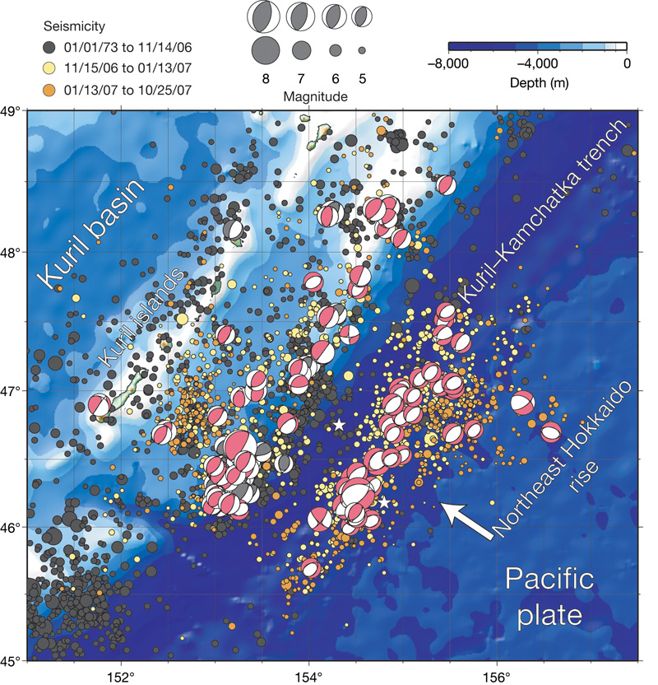 Seismicity
01/01/73 to 11/14/06
11/15/06 to 01/13/07
01/13/07 to 10/25/07
8 7 6 5
Magnitude
−8,000 −4,000 0
Depth (m)
49°
48°
47°
46°
45°
152° 154° 156°
Kuril basin
Kuril islands
Kuril–Kamchatka trench
Northeast Hokkaido
rise
Pacific
plate